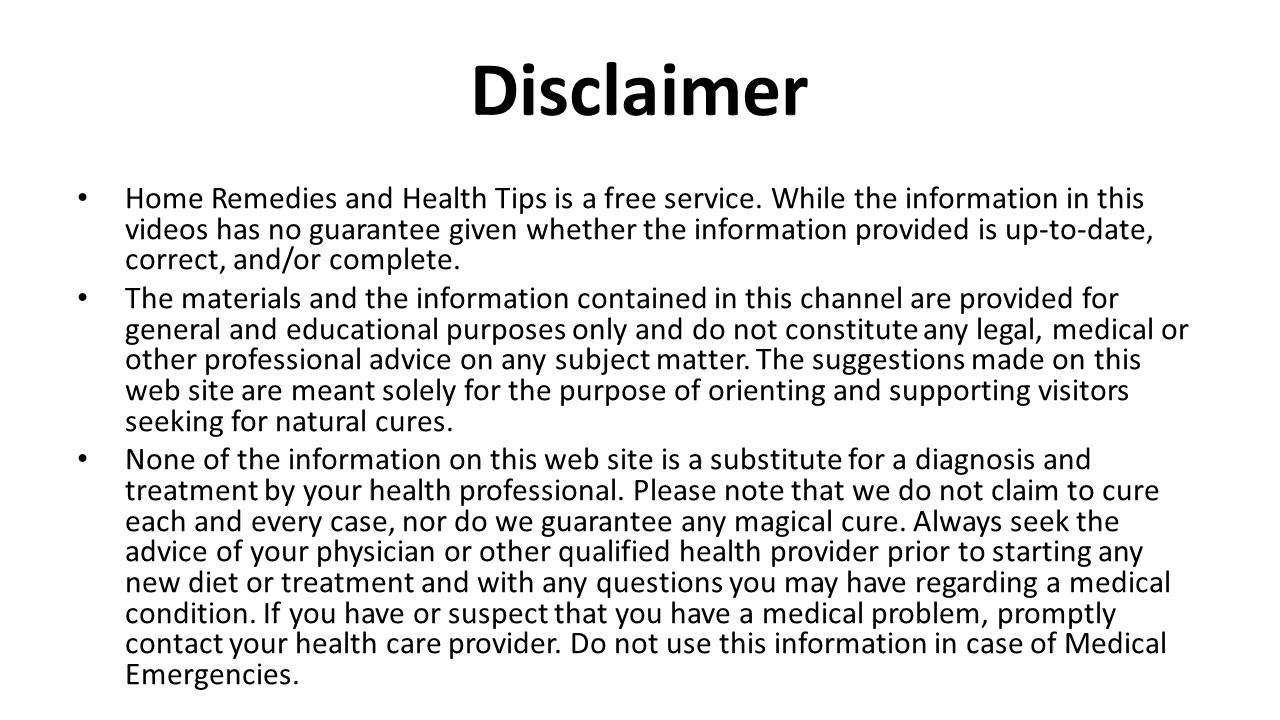 Disclaimer
• Home Remedies and Health Tips is a free service. While the information in this
videos has no guarantee given whether the information provided is up-to-date,
correct, and/or complete.
• The materials and the information contained in this channel are provided for
general and educational purposes only and do not constitute any legal, medical or
other professional advice on any subject matter. The suggestions made on this
web site are meant solely for the purpose of orienting and supporting visitors
seeking for natural cures.
• None of the information on this web site is a substitute for a diagnosis and
treatment by your health professional. Please note that we do not claim to cure
each and every case, nor do we guarantee any magical cure. Always seek the
advice of your physician or other qualified health provider prior to starting any
new diet or treatment and with any questions you may have regarding a medical
condition. If you have or suspect that you have a medical problem, promptly
contact your health care provider. Do not use this information in case of Medical
Emergencies.